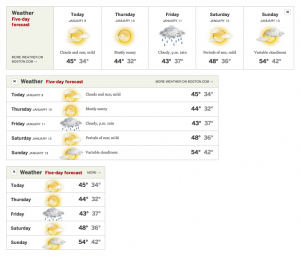 Weather
Five-day
forecast
MORE WEATHER ON
BOSTON.COM
Today
JANUARY 9
Clouds and sun; mild
45° 34°
Thursday
JANUARY 10
Mostly sunny
44° 32°
Friday
JANUARY 11
Cloudy, p.m. rain
43° 37°
Saturday
JANUARY 12
Periods of sun; mild
48° 36°
Sunday
JANUARY 13
Variable cloudiness
54° 42°
Weather Five-day forecast MORE WEATHER ON BOSTON.COM
Today JANUARY 9 Clouds and sun; mild 45° 34°
Thursday JANUARY 10 Mostly sunny 44° 32°
Friday JANUARY 11 Cloudy, p.m. rain 43° 37°
Saturday JANUARY 12 Periods of sun; mild 48° 36°
Sunday JANUARY 13 Variable cloudiness 54° 42°
Weather Five-day forecast MORE
Today 45° 34°
Thursday 44° 32°
Friday 43° 37°
Saturday 48° 36°
Sunday 54° 42°